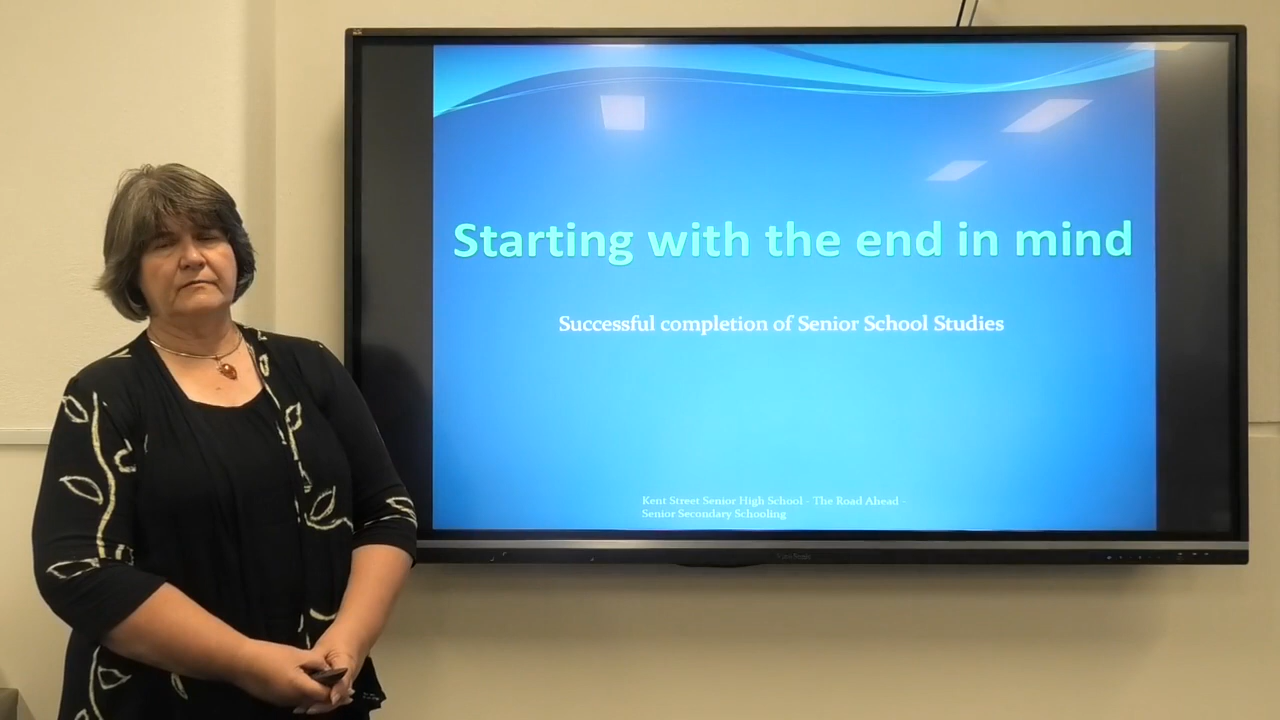 Starting with the end in mind
Successful completion of Senior School Studies
Kent Street Senior High School - The Road Ahead -
Senior Secondary Schooling